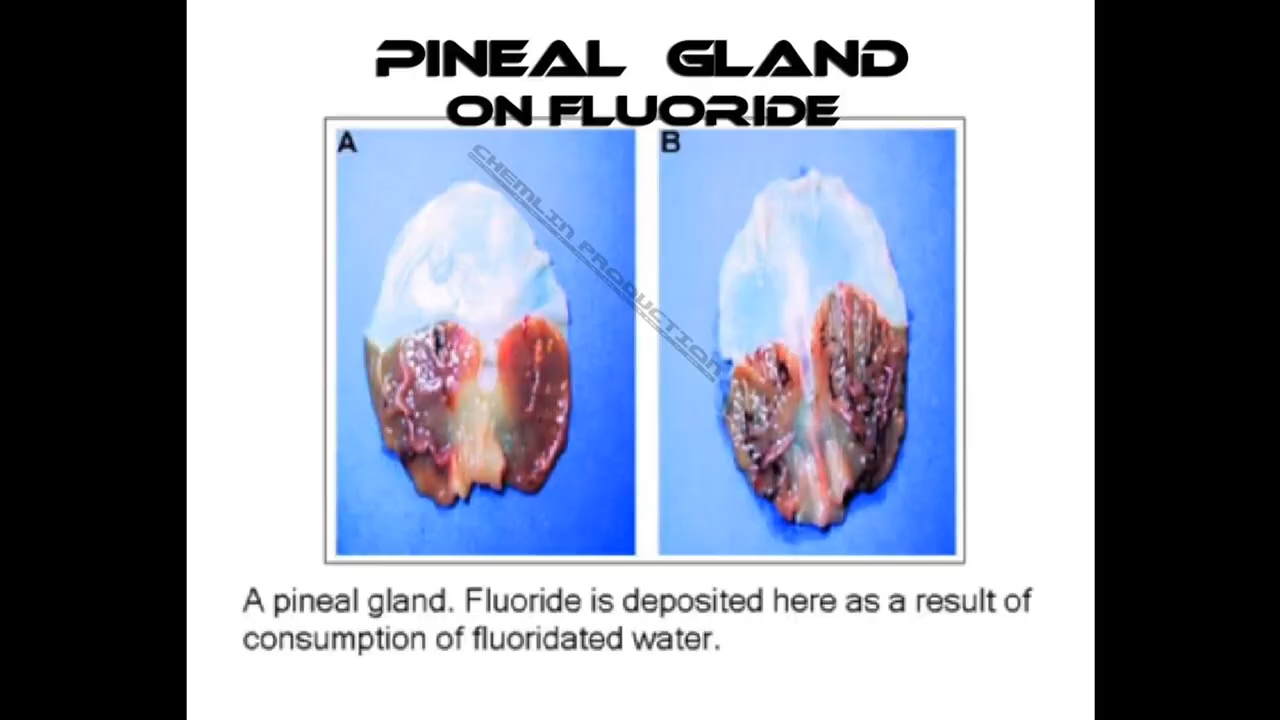 PINEAL GLAND
ON FLUORIDE
A
B
CHEMLIN PRODUCTION
A pineal gland. Fluoride is deposited here as a result of
consumption of fluoridated water.